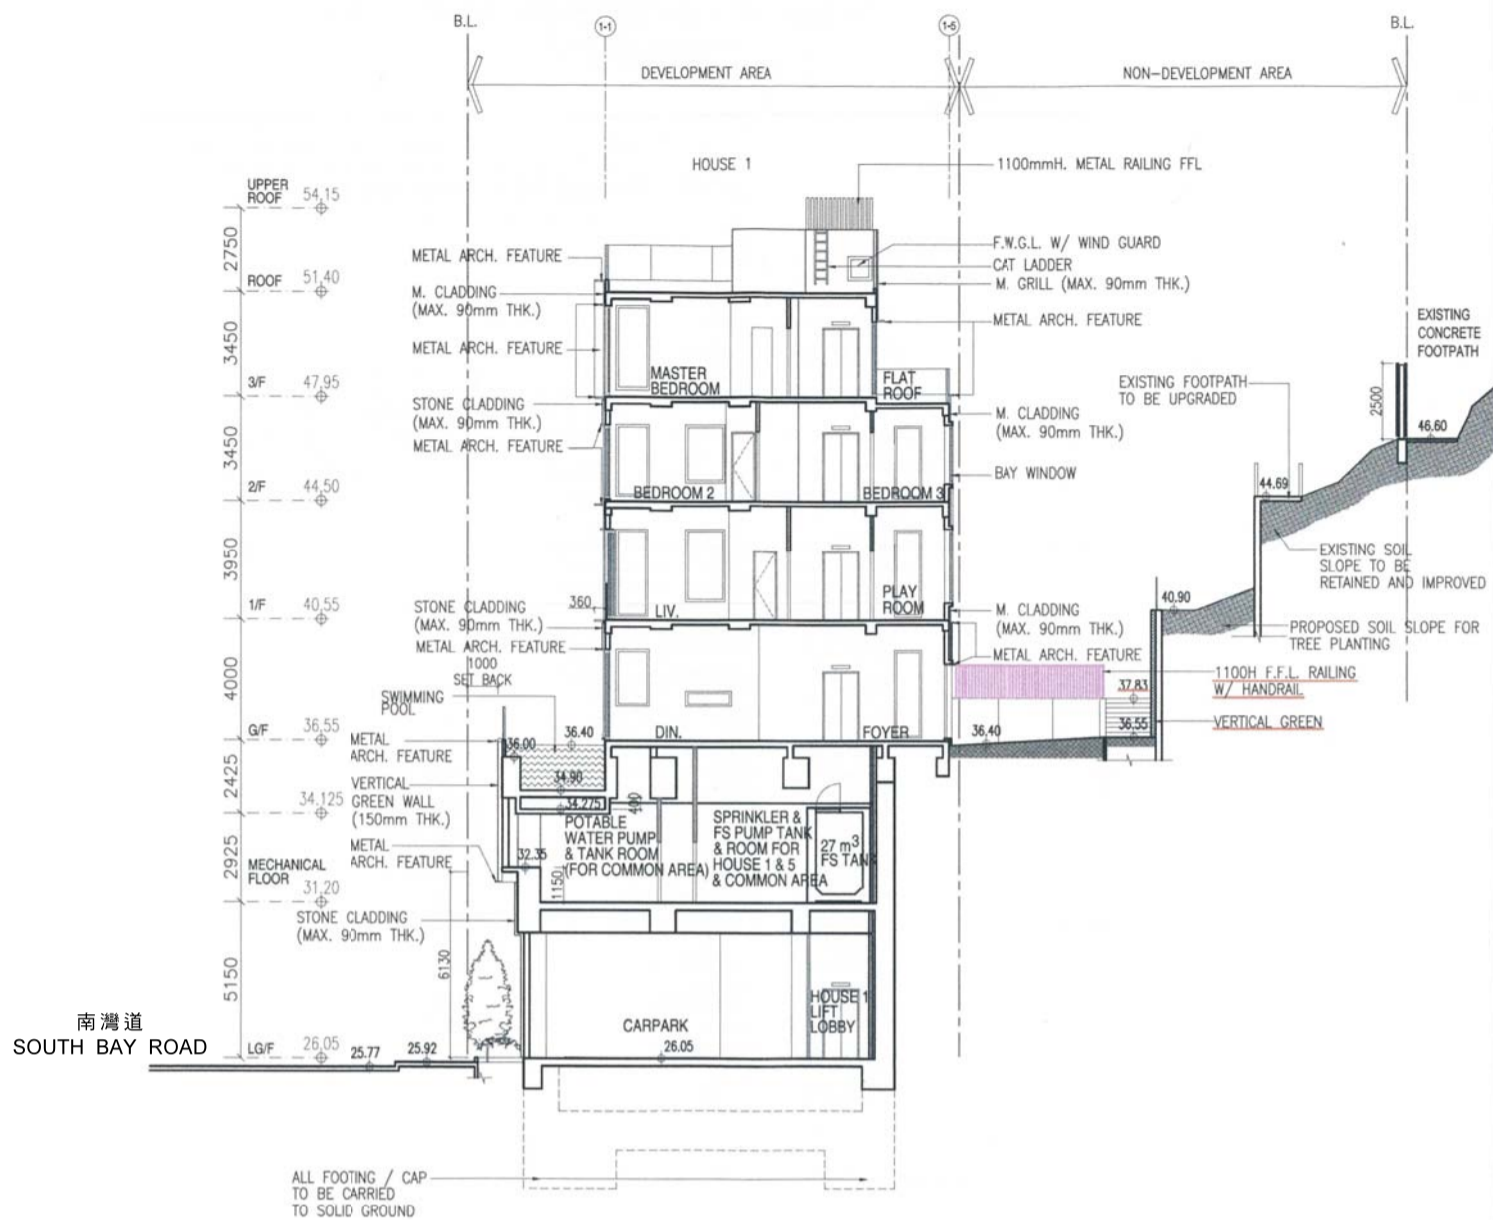 B.L.
1-1
1-5
B.L.
DEVELOPMENT AREA
NON-DEVELOPMENT AREA
HOUSE 1
1100mmH. METAL RAILING FFL
UPPER
ROOF
54.15
2750
METAL ARCH. FEATURE
F.W.G.L. W/ WIND GUARD
CAT LADDER
M. GRILL (MAX. 90mm THK.)
ROOF
51.40
M. CLADDING
(MAX. 90mm THK.)
METAL ARCH. FEATURE
3450
METAL ARCH. FEATURE
MASTER
BEDROOM
FLAT
ROOF
EXISTING
CONCRETE
FOOTPATH
3/F
47.95
STONE CLADDING
(MAX. 90mm THK.)
METAL ARCH. FEATURE
M. CLADDING
(MAX. 90mm THK.)
EXISTING FOOTPATH
TO BE UPGRADED
2500
46.60
3450
BAY WINDOW
2/F
44.50
BEDROOM 2
BEDROOM 3
44.69
3950
EXISTING SOIL
SLOPE TO BE
RETAINED AND IMPROVED
1/F
40.55
STONE CLADDING
(MAX. 90mm THK.)
METAL ARCH. FEATURE
360
LIV.
PLAY
ROOM
M. CLADDING
(MAX. 90mm THK.)
METAL ARCH. FEATURE
40.90
PROPOSED SOIL SLOPE FOR
TREE PLANTING
4000
1000
SET BACK
SWIMMING
POOL
37.83
1100H F.F.L. RAILING
W/ HANDRAIL
VERTICAL GREEN
G/F
36.55
DIN.
FOYER
36.40
36.55
METAL
ARCH. FEATURE
36.00
36.40
2425
VERTICAL
GREEN WALL
(150mm THK.)
34.90
34.125
34.275
400
POTABLE
WATER PUMP
& TANK ROOM
(FOR COMMON AREA)
SPRINKLER &
FS PUMP TANK
& ROOM FOR
HOUSE 1 & 5
& COMMON AREA
27 m3
FS TANK
2925
METAL
ARCH. FEATURE
32.35
1150
MECHANICAL
FLOOR
31.20
STONE CLADDING
(MAX. 90mm THK.)
5150
6130
CARPARK
HOUSE 1
LIFT
LOBBY
南灣道
SOUTH BAY ROAD
LG/F
26.05
25.77
25.92
26.05
ALL FOOTING / CAP
TO BE CARRIED
TO SOLID GROUND